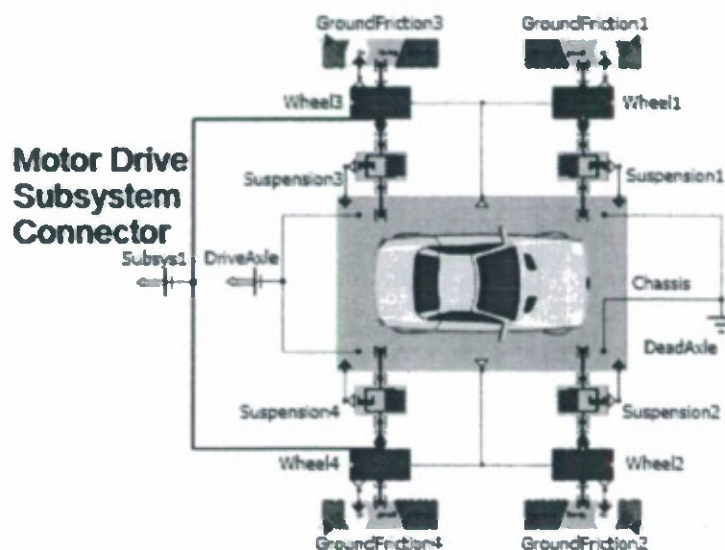 GroundFriction3
GroundFriction1
Wheel3
Wheel1
Motor Drive
Subsystem
Connector
Suspension3
Suspension1
Subsys1
DriveAxle
Chassis
DeadAxle
Suspension4
Suspension2
Wheel4
Wheel2
GroundFriction4
GroundFriction2